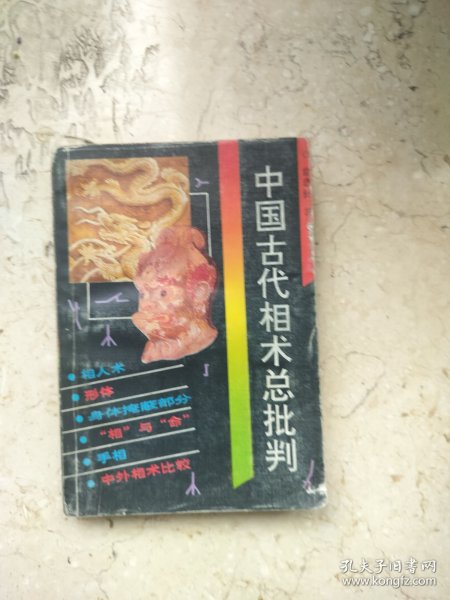 中国古代相术总批判
相人术
形体
身体掩蔽部分
“相”与“命”
手相
中外相术比较
孔夫子旧书网
www.kongfz.com